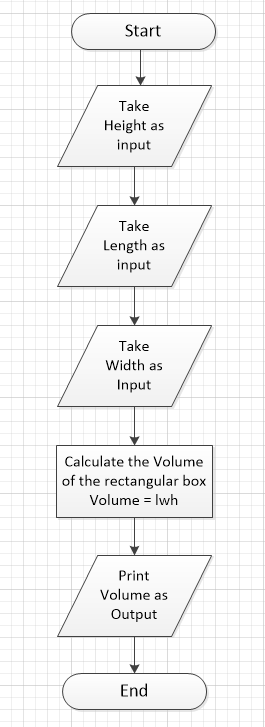 Start
Take
Height as
input
Take
Length as
input
Take
Width as
Input
Calculate the Volume
of the rectangular box
Volume = lwh
Print
Volume as
Output
End